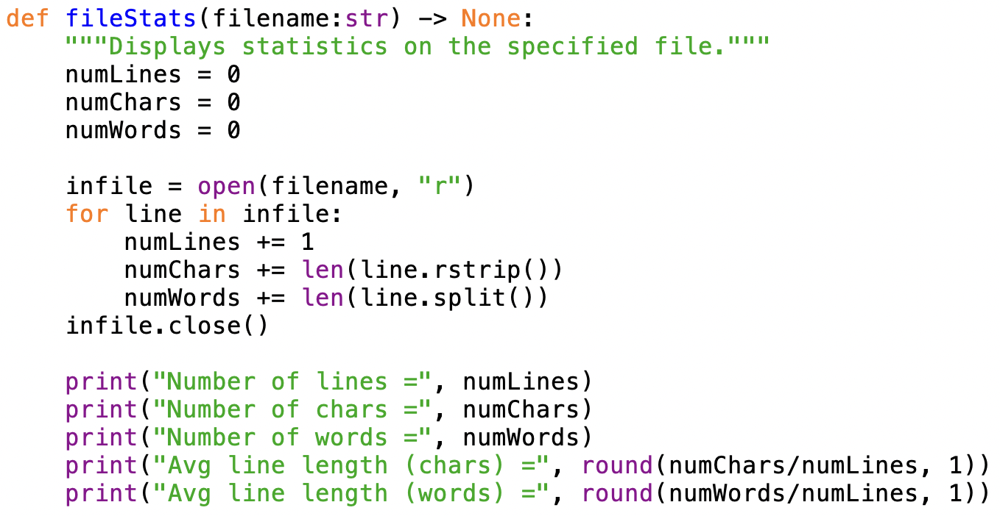 def fileStats(filename:str) -> None:
    """Displays statistics on the specified file."""
    numLines = 0
    numChars = 0
    numWords = 0

    infile = open(filename, "r")
    for line in infile:
        numLines += 1
        numChars += len(line.rstrip())
        numWords += len(line.split())
    infile.close()

    print("Number of lines =", numLines)
    print("Number of chars =", numChars)
    print("Number of words =", numWords)
    print("Avg line length (chars) =", round(numChars/numLines, 1))
    print("Avg line length (words) =", round(numWords/numLines, 1))